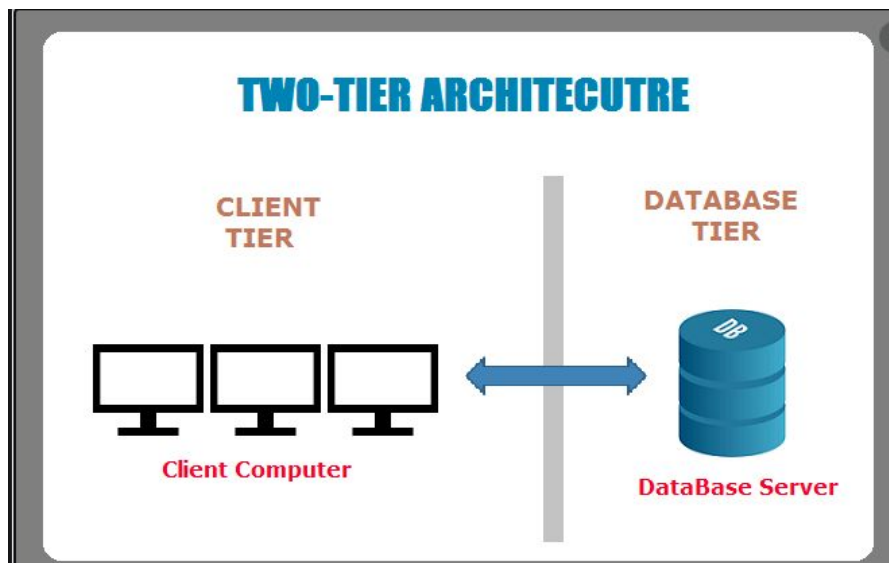 TWO-TIER ARCHITECUTRE
CLIENT
TIER
DATABASE
TIER
DB
Client Computer
DataBase Server